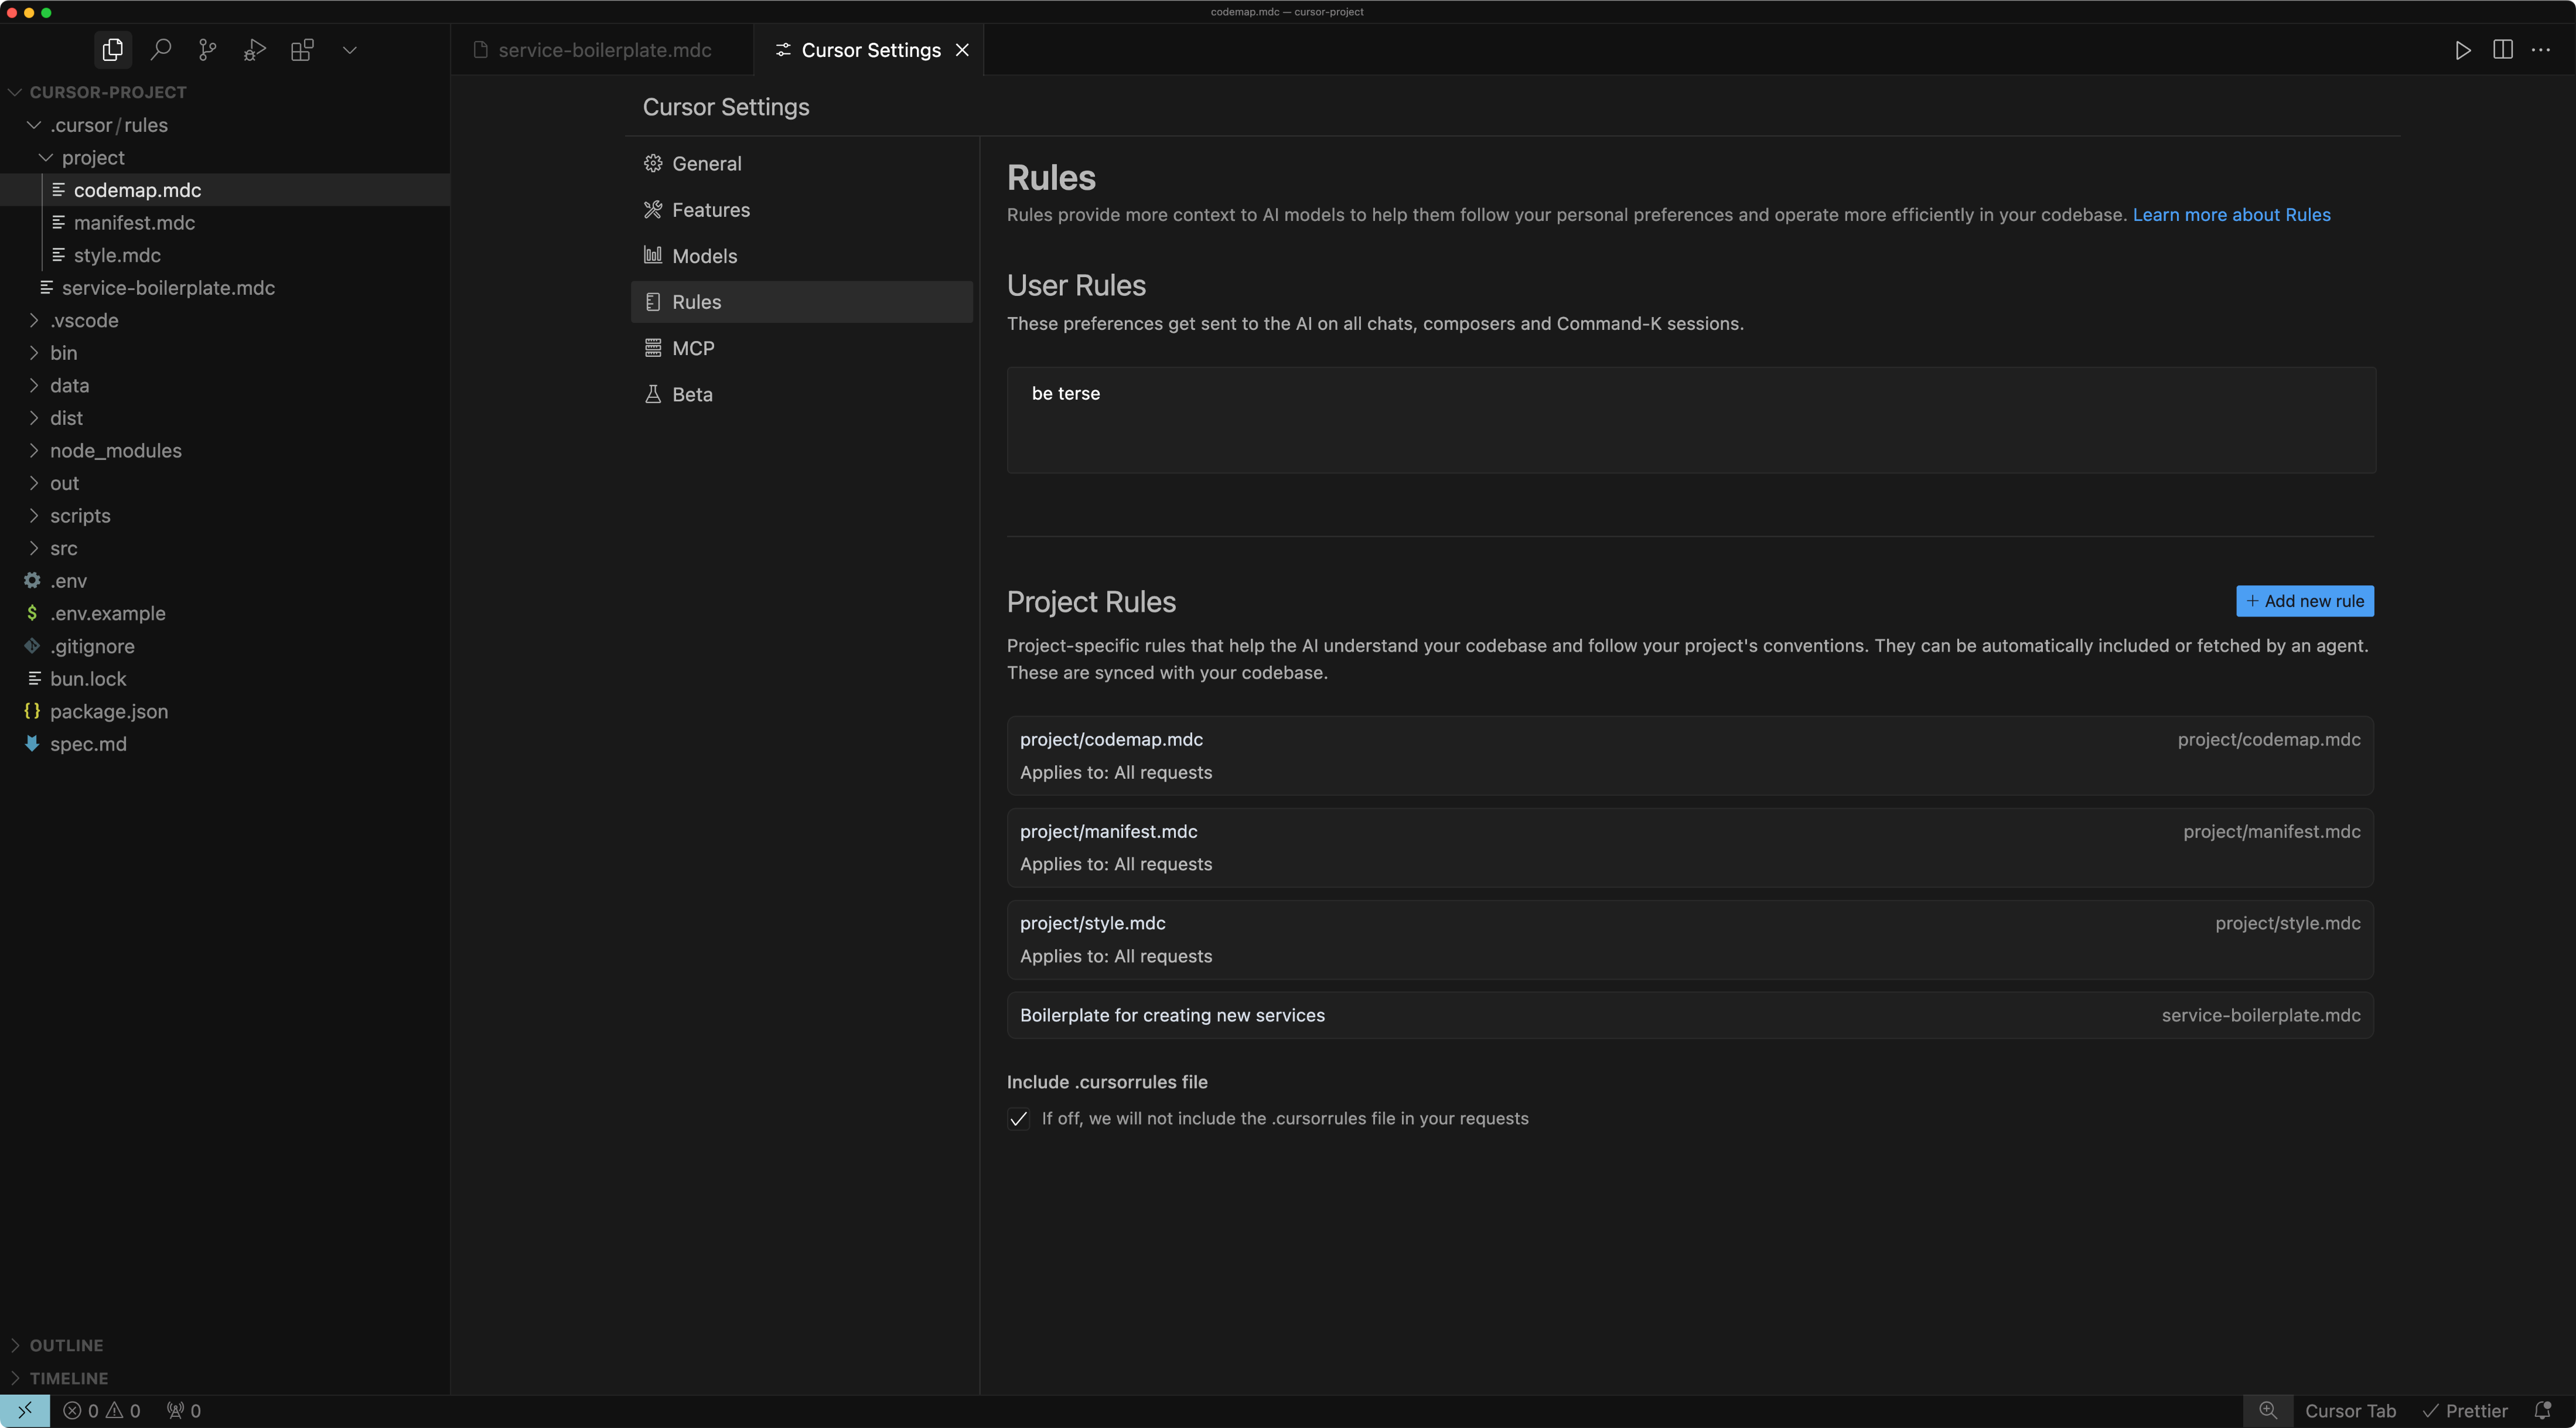 codemap.mdc — cursor-project
service-boilerplate.mdc
Cursor Settings
CURSOR-PROJECT
.cursor/rules
project
codemap.mdc
manifest.mdc
style.mdc
service-boilerplate.mdc
.vscode
bin
data
dist
node_modules
out
scripts
src
.env
.env.example
.gitignore
bun.lock
package.json
spec.md
OUTLINE
TIMELINE
Cursor Settings
General
Features
Models
Rules
MCP
Beta
Rules
Rules provide more context to AI models to help them follow your personal preferences and operate more efficiently in your codebase. Learn more about Rules
User Rules
These preferences get sent to the AI on all chats, composers and Command-K sessions.
be terse
Project Rules
+ Add new rule
Project-specific rules that help the AI understand your codebase and follow your project's conventions. They can be automatically included or fetched by an agent.
These are synced with your codebase.
project/codemap.mdc project/codemap.mdc
Applies to: All requests
project/manifest.mdc project/manifest.mdc
Applies to: All requests
project/style.mdc project/style.mdc
Applies to: All requests
Boilerplate for creating new services service-boilerplate.mdc
Include .cursorrules file
If off, we will not include the .cursorrules file in your requests
0 0 0
Cursor Tab Prettier